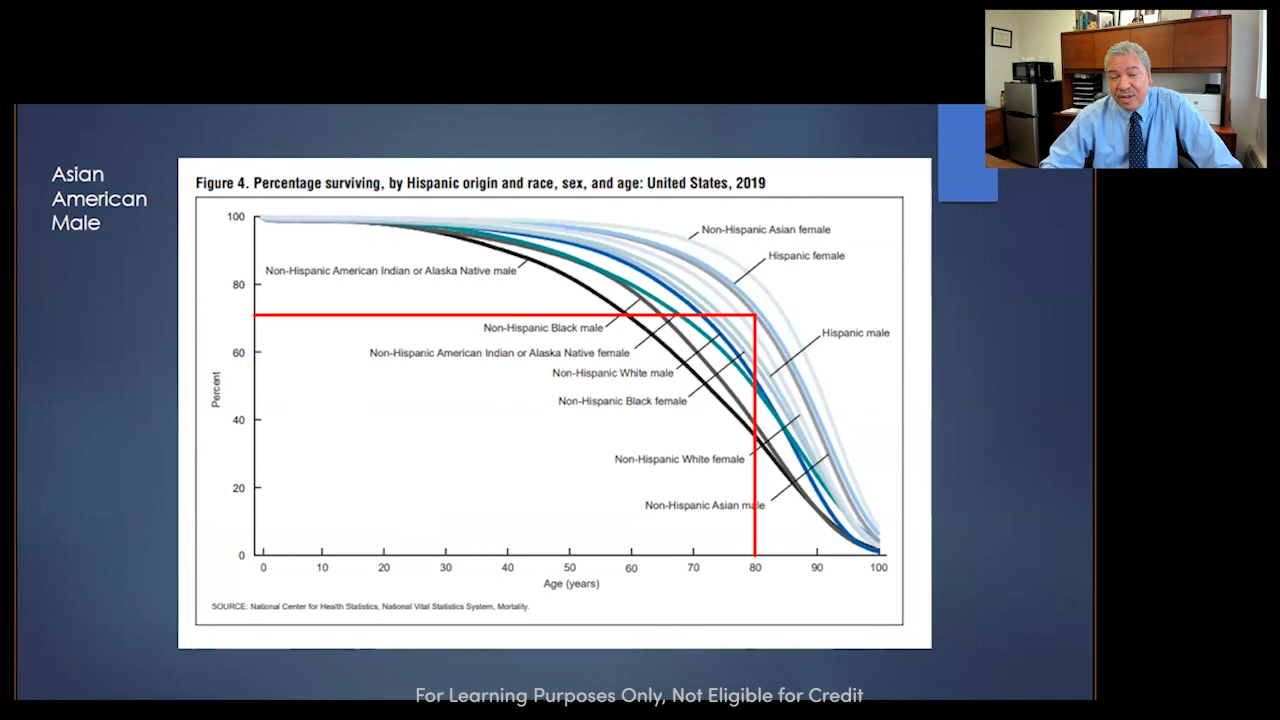 Asian
American
Male
Figure 4. Percentage surviving, by Hispanic origin and race, sex, and age: United States, 2019
100
80
60
40
20
0
Percent
Non-Hispanic Asian female
Hispanic female
Non-Hispanic American Indian or Alaska Native male
Non-Hispanic Black male
Hispanic male
Non-Hispanic American Indian or Alaska Native female
Non-Hispanic White male
Non-Hispanic Black female
Non-Hispanic White female
Non-Hispanic Asian male
0 10 20 30 40 50 60 70 80 90 100
Age (years)
SOURCE: National Center for Health Statistics, National Vital Statistics System, Mortality.
For Learning Purposes Only, Not Eligible for Credit